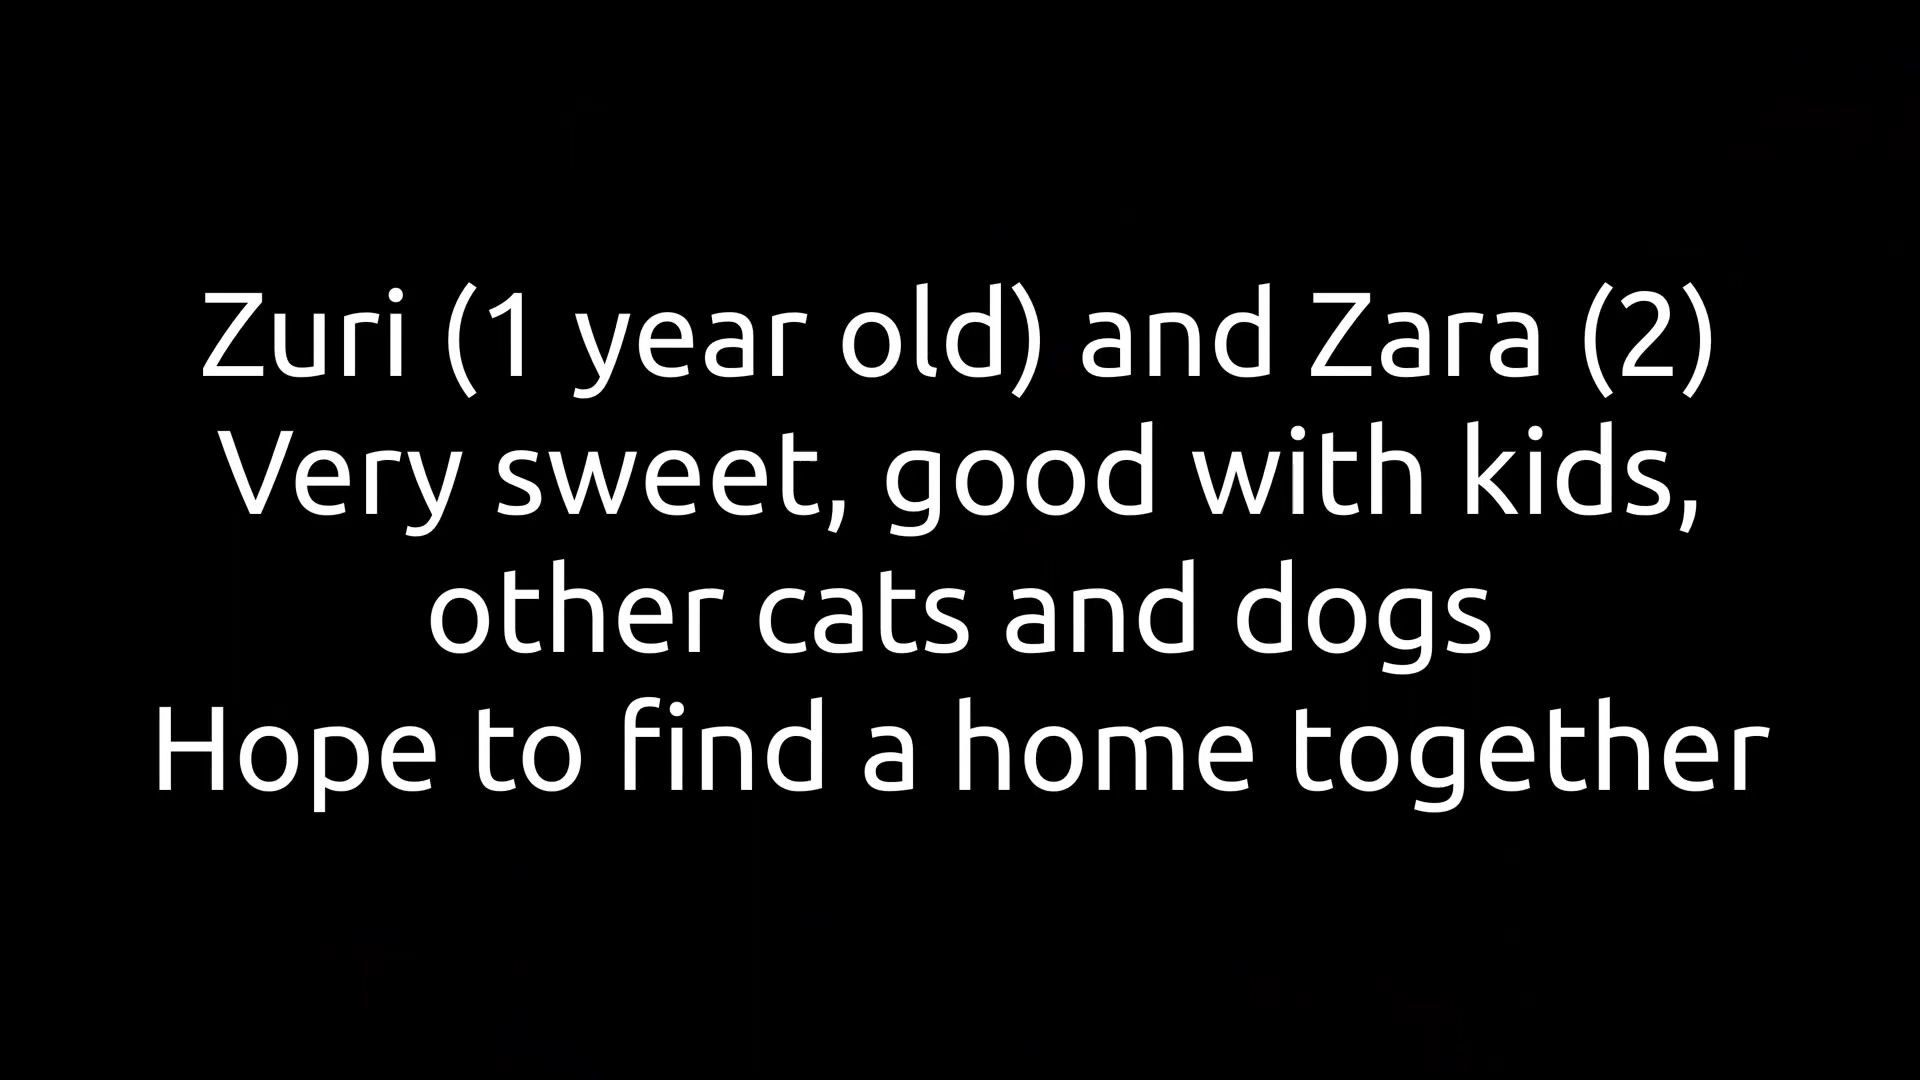 Zuri (1 year old) and Zara (2)
Very sweet, good with kids,
other cats and dogs
Hope to find a home together